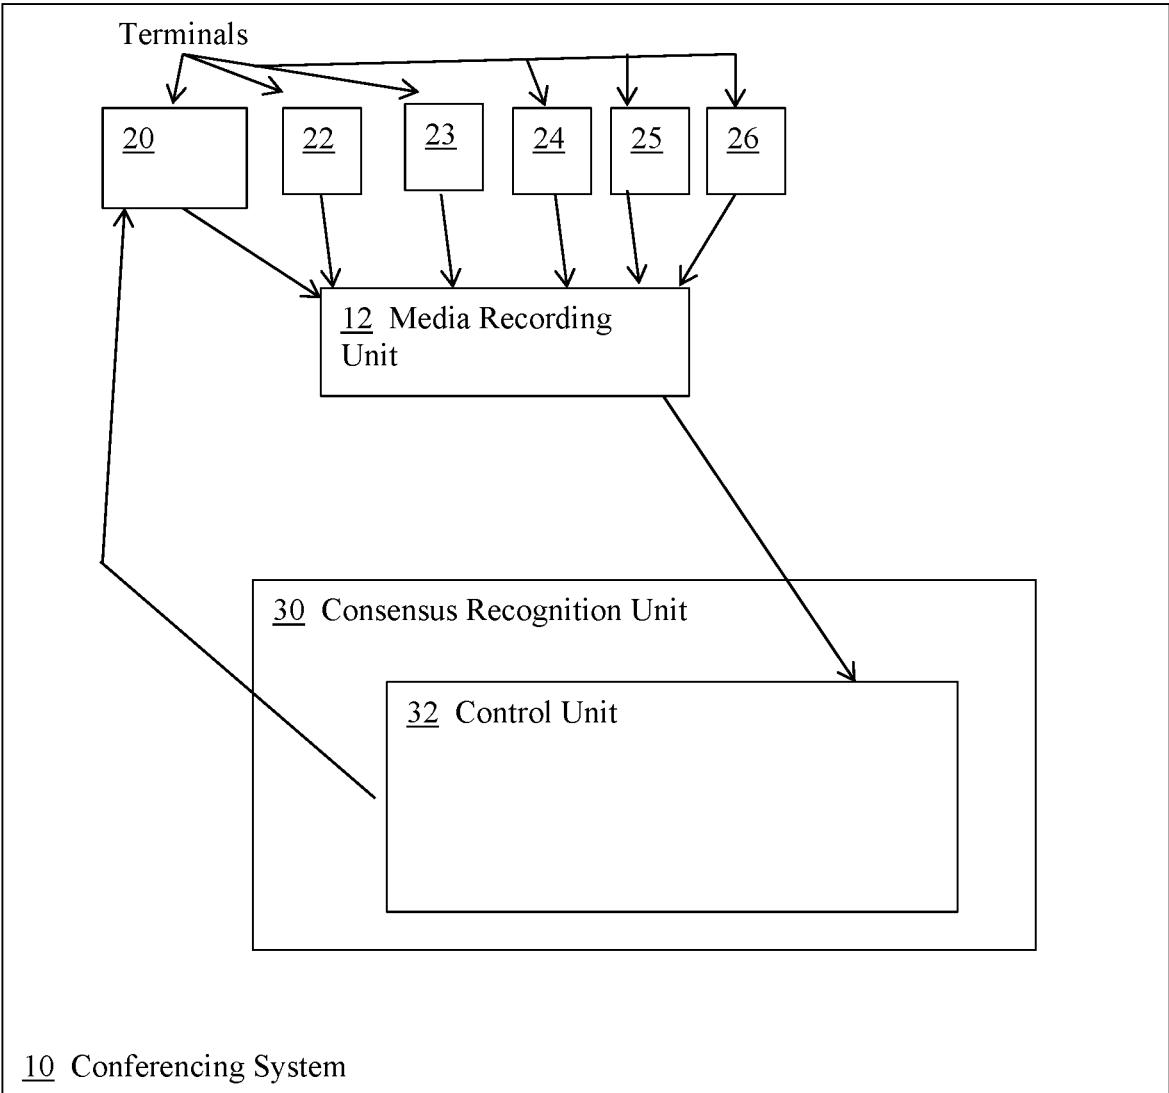 Terminals
20 22 23 24 25 26
12 Media Recording
Unit
30 Consensus Recognition Unit
32 Control Unit
10 Conferencing System